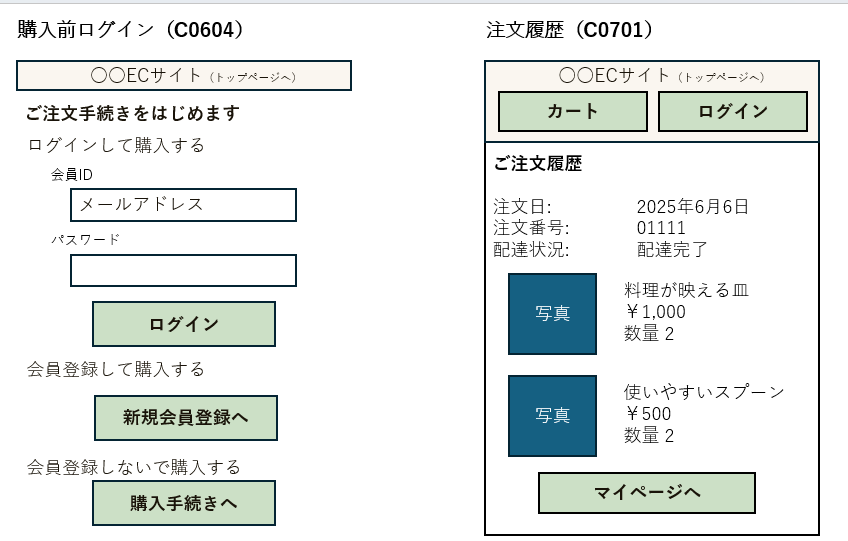 購入前ログイン（C0604）
○○ECサイト（トップページへ）
ご注文手続きをはじめます
ログインして購入する
会員ID
メールアドレス
パスワード
ログイン
会員登録して購入する
新規会員登録へ
会員登録しないで購入する
購入手続きへ
注文履歴（C0701）
○○ECサイト（トップページへ）
カート ログイン
ご注文履歴
注文日: 2025年6月6日
注文番号: 01111
配達状況: 配達完了
写真
料理が映える皿
￥1,000
数量 2
写真
使いやすいスプーン
￥500
数量 2
マイページへ